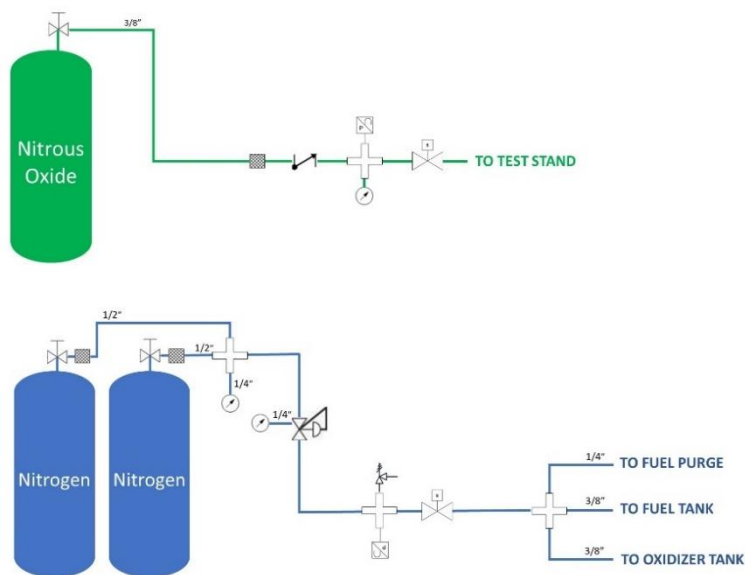 3/8"
Nitrous
Oxide
P
s
TO TEST STAND
1/2"
1/2"
1/4"
1/4"
Nitrogen
Nitrogen
s
1/4"
TO FUEL PURGE
3/8"
TO FUEL TANK
3/8"
TO OXIDIZER TANK